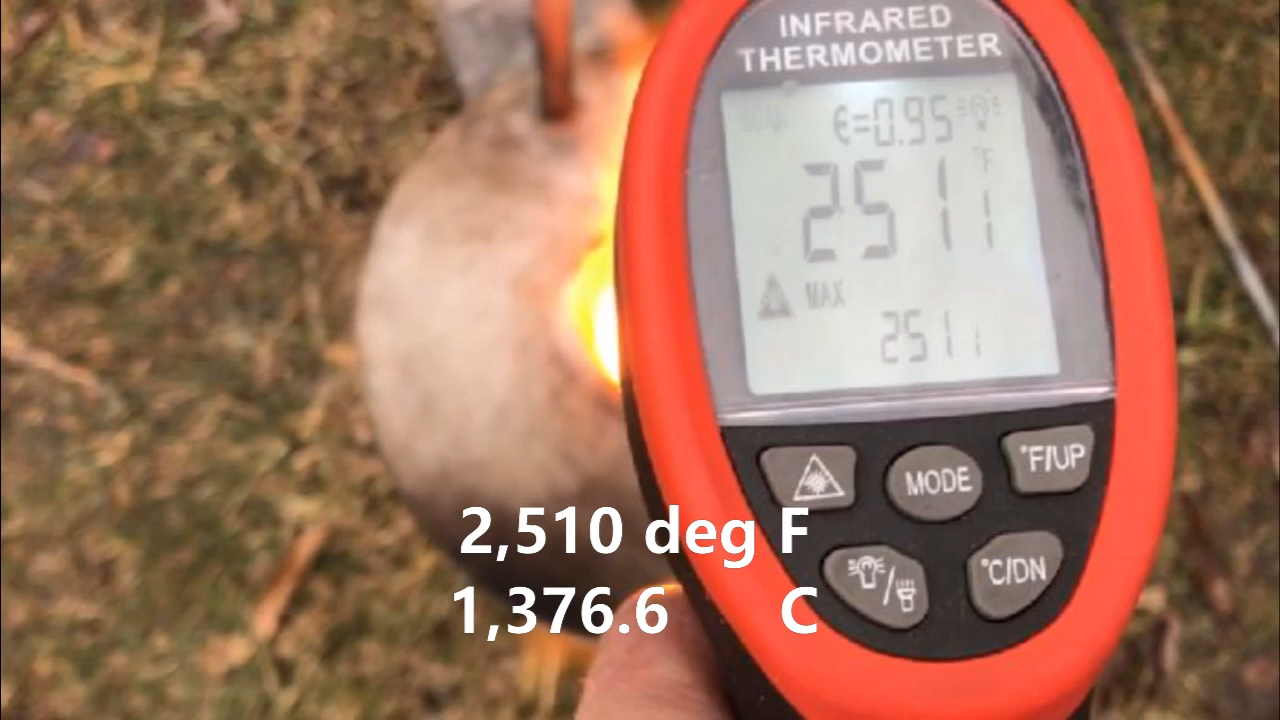 INFRARED
THERMOMETER
€=0.95
°F
2511
MAX
2511
MODE
°F/UP
°C/DN
2,510 deg F
1,376.6 C